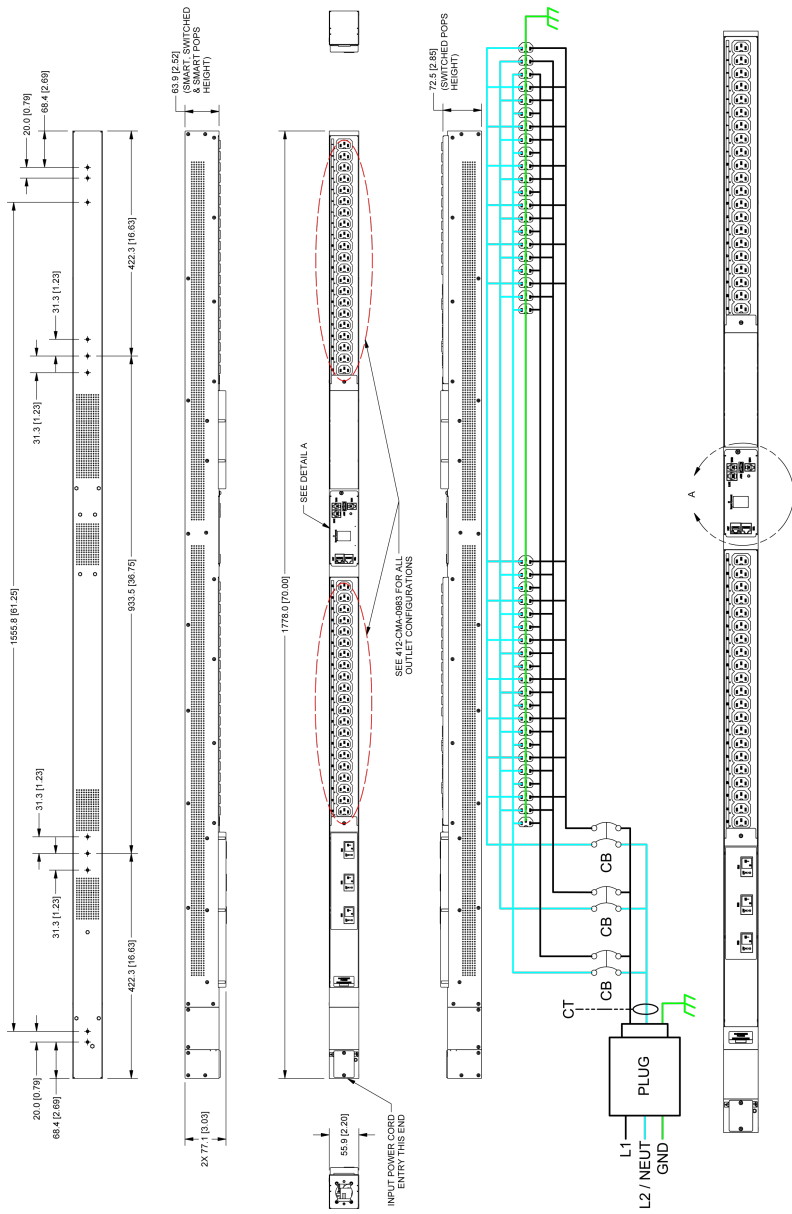 20.0 [0.79]
68.4 [2.69]
1555.8 [61.25]
31.3 [1.23]
31.3 [1.23]
422.3 [16.63]
933.5 [36.75]
31.3 [1.23]
31.3 [1.23]
422.3 [16.63]
20.0 [0.79]
68.4 [2.69]
63.9 [2.52]
(SMART, SWITCHED
& SMART POPS
HEIGHT)
2X 77.1 [3.03]
1778.0 [70.00]
SEE DETAIL A
SEE 412-CMA-0983 FOR ALL
OUTLET CONFIGURATIONS
INPUT POWER CORD
ENTRY THIS END
55.9 [2.20]
72.5 [2.85]
(SWITCHED POPS
HEIGHT)
CB
CB
CB
CT
PLUG
L1
L2 / NEUT
GND
A